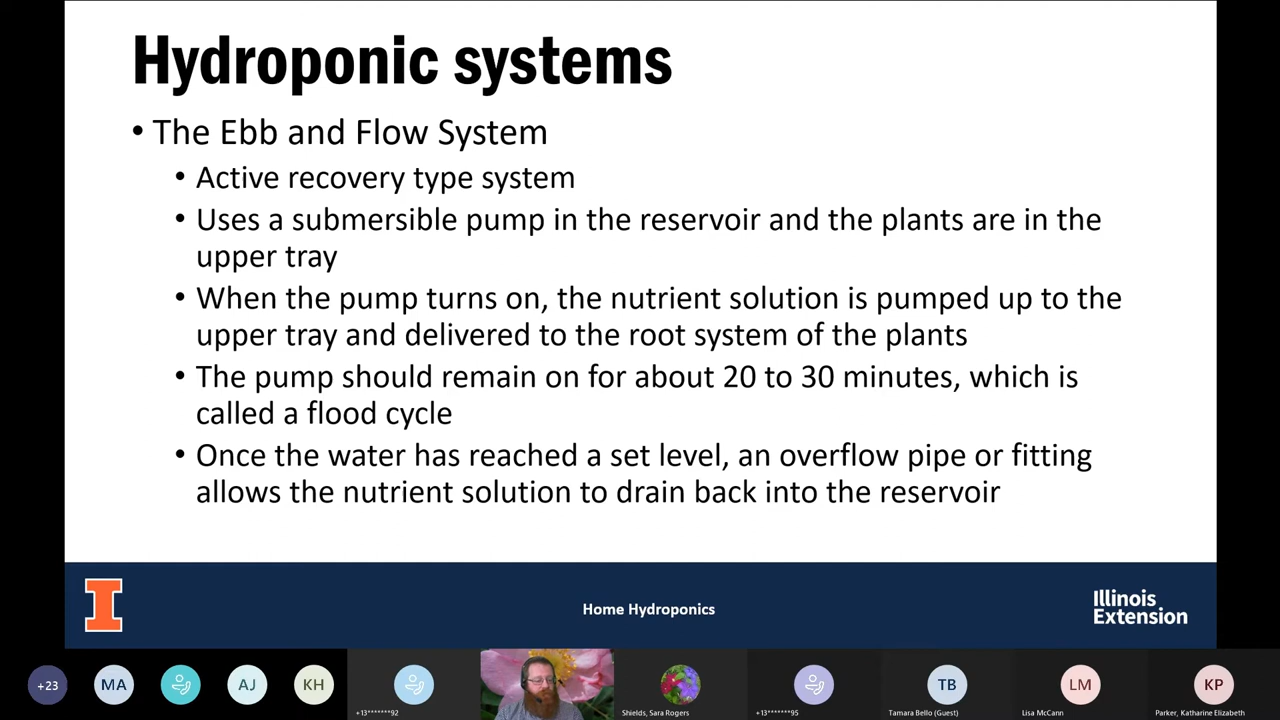 Hydroponic systems
• The Ebb and Flow System
• Active recovery type system
• Uses a submersible pump in the reservoir and the plants are in the
upper tray
• When the pump turns on, the nutrient solution is pumped up to the
upper tray and delivered to the root system of the plants
• The pump should remain on for about 20 to 30 minutes, which is
called a flood cycle
• Once the water has reached a set level, an overflow pipe or fitting
allows the nutrient solution to drain back into the reservoir
I
Home Hydroponics
Illinois
Extension
+23
MA
AJ
KH
TB
LM
KP
+13*******92
Shields, Sara Rogers
+13*******95
Tamara Bello (Guest)
Lisa McCann
Parker, Katharine Elizabeth